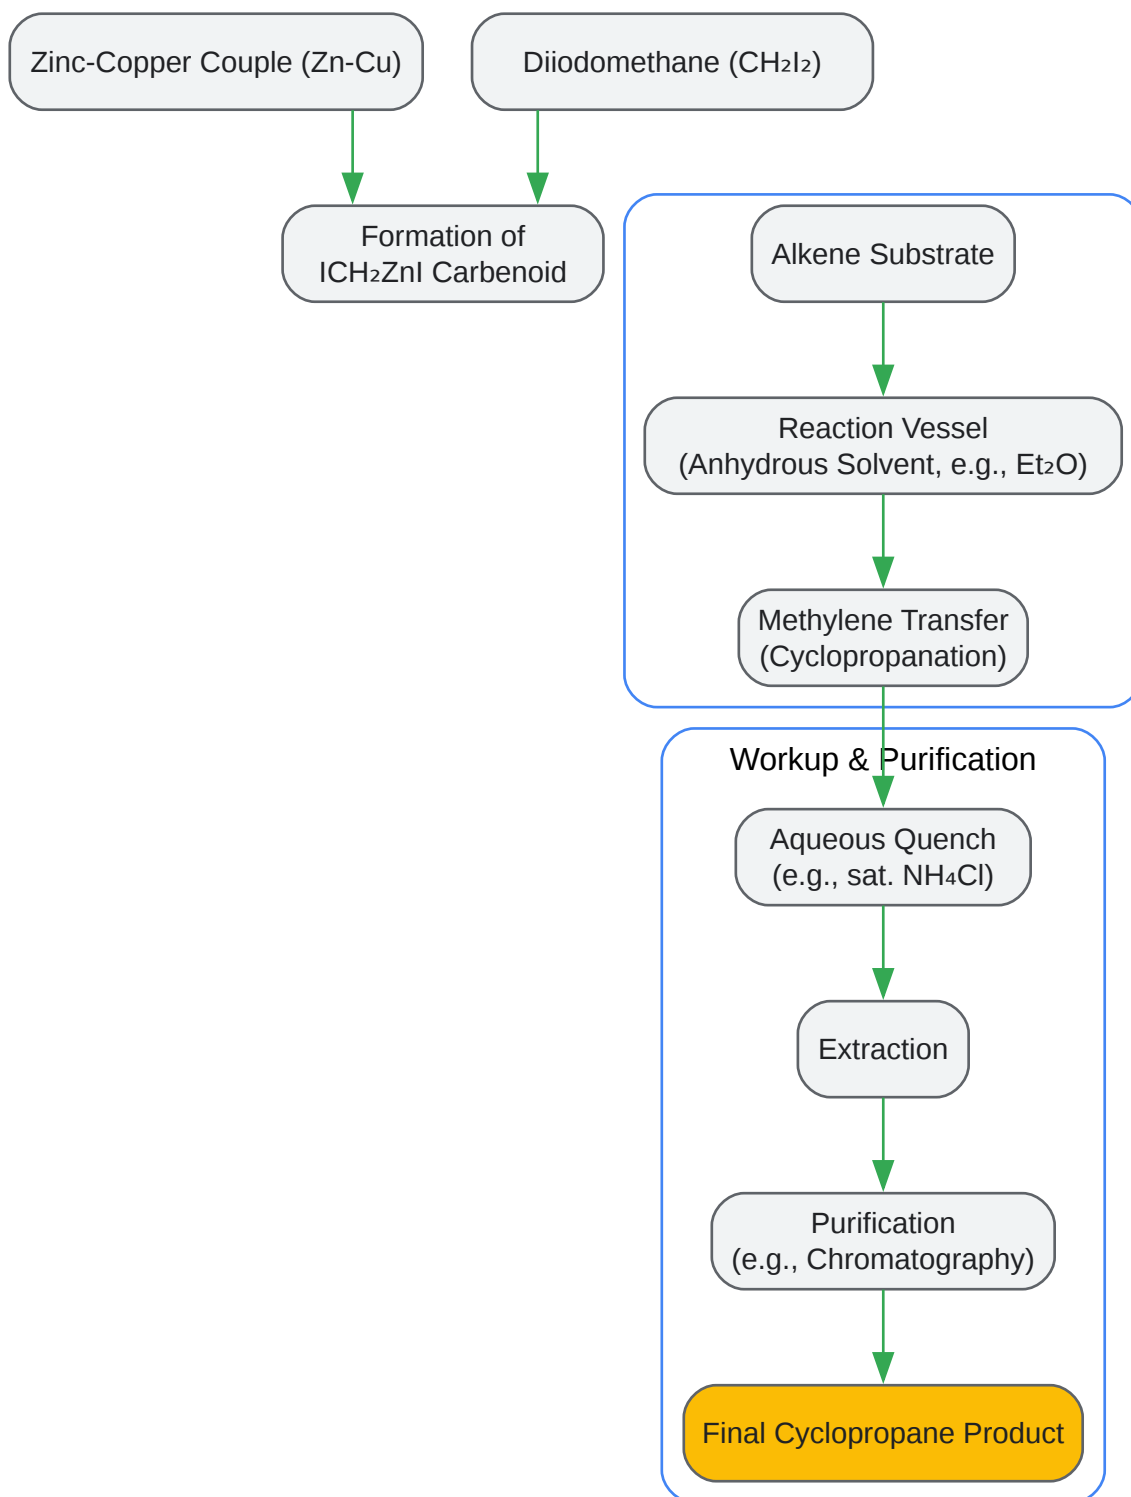 Zinc-Copper Couple (Zn-Cu)
Diiodomethane (CH₂I₂)
Formation of
ICH₂ZnI Carbenoid
Alkene Substrate
Reaction Vessel
(Anhydrous Solvent, e.g., Et₂O)
Methylene Transfer
(Cyclopropanation)
Workup & Purification
Aqueous Quench
(e.g., sat. NH₄Cl)
Extraction
Purification
(e.g., Chromatography)
Final Cyclopropane Product